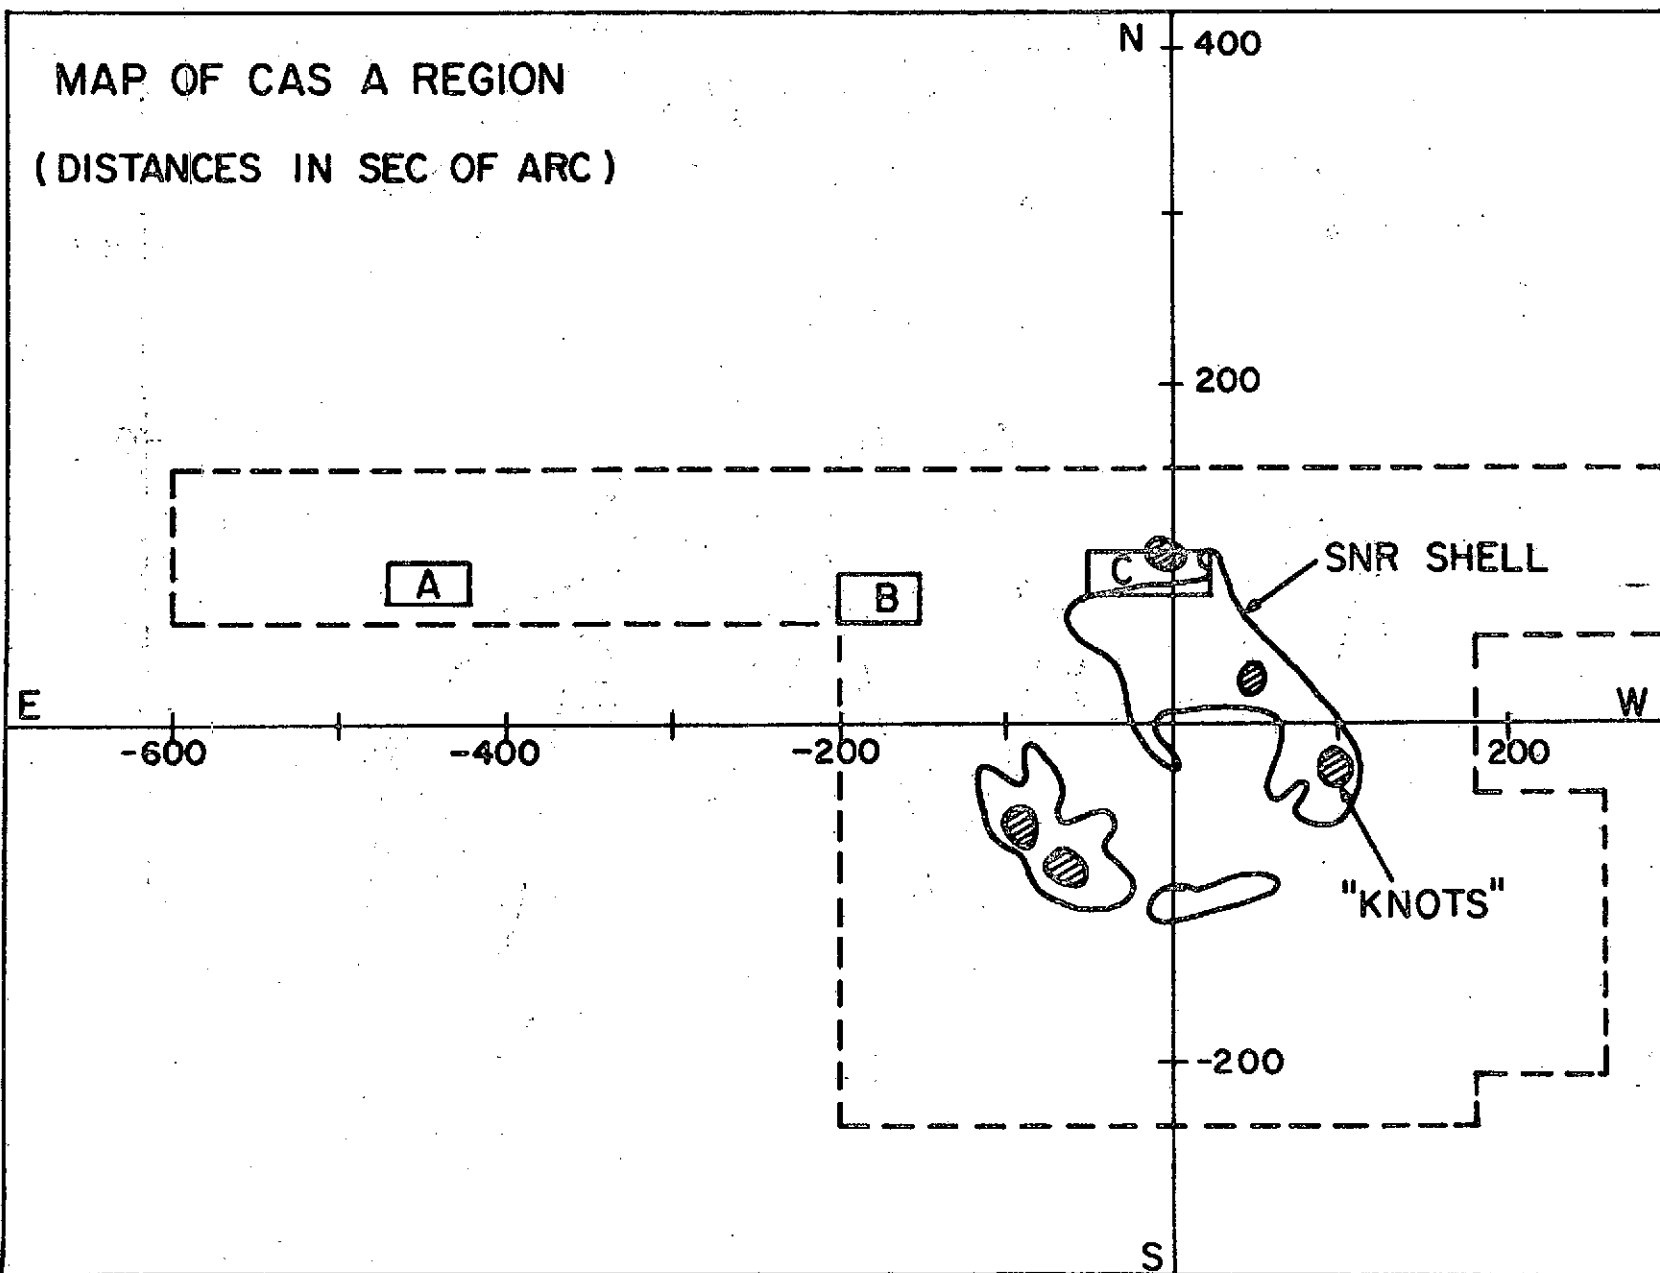 MAP OF CAS A REGION
(DISTANCES IN SEC OF ARC)
N
400
200
A
B
C
SNR SHELL
E
W
-600
-400
-200
200
"KNOTS"
-200
S